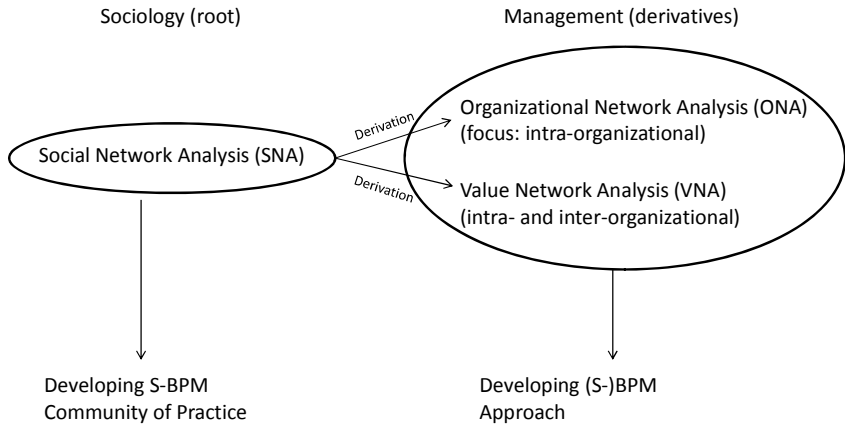 Sociology (root)
Management (derivatives)
Social Network Analysis (SNA)
Derivation
Derivation
Organizational Network Analysis (ONA)
(focus: intra-organizational)
Value Network Analysis (VNA)
(intra- and inter-organizational)
Developing S-BPM
Community of Practice
Developing (S-)BPM
Approach